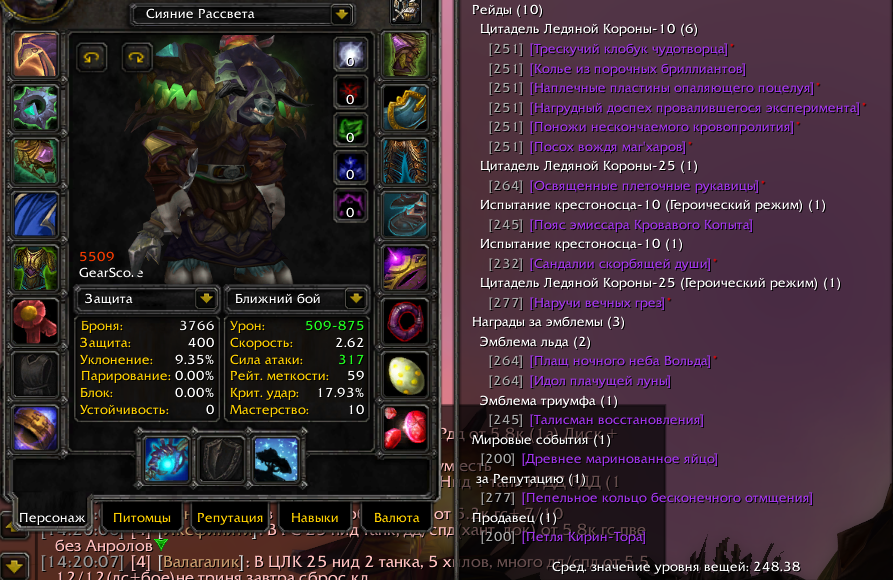 Сияние Рассвета
0
0
0
0
0
5509
GearScore
Защита
Ближний бой
Броня: 3766
Защита: 400
Уклонение: 9.35%
Парирование: 0.00%
Блок: 0.00%
Устойчивость: 0
Урон: 509-875
Скорость: 2.62
Сила атаки: 317
Рейт. меткости: 59
Крит. удар: 17.93%
Мастерство: 10
Персонаж
Питомцы
Репутация
Навыки
Валюта
Рейды (10)
Цитадель Ледяной Короны-10 (6)
[251] [Трескучий клобук чудотворца]*
[251] [Колье из порочных бриллиантов]
[251] [Наплечные пластины опаляющего поцелуя]*
[251] [Нагрудный доспех провалившегося эксперимента]*
[251] [Поножи нескончаемого кровопролития]*
[251] [Посох вождя маг'харов]*
Цитадель Ледяной Короны-25 (1)
[264] [Освященные плеточные рукавицы]*
Испытание крестоносца-10 (Героический режим) (1)
[245] [Пояс эмиссара Кровавого Копыта]
Испытание крестоносца-10 (1)
[232] [Сандалии скорбящей души]*
Цитадель Ледяной Короны-25 (Героический режим) (1)
[277] [Наручи вечных грез]*
Награды за эмблемы (3)
Эмблема льда (2)
[264] [Плащ ночного неба Вольда]*
[264] [Идол плачущей луны]
Эмблема триумфа (1)
[245] [Талисман восстановления]
Мировые события (1)
[200] [Древнее маринованное яйцо]
за Репутацию (1)
[277] [Пепельное кольцо бесконечного отмщения]
Продавец (1)
[200] [Петля Кирин-Тора]
Сред. значение уровня вещей: 248.38
без Анролов
[14:20:07] [4] [Валагалик]: В ЦЛК 25 нид 2 танка, 5 хилов, много дд/спд от 5.5
12/12(лс+бое)не триня завтра сброс кд